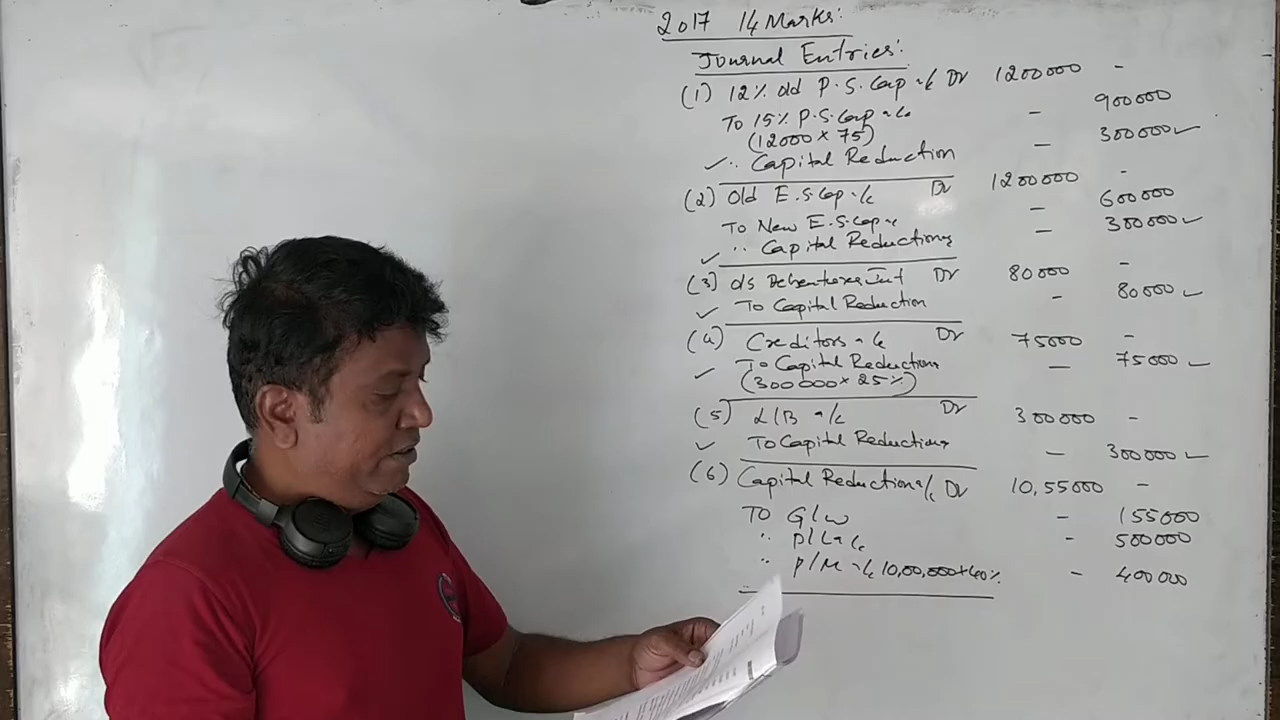 2017 14 Marks:
Journal Entries:
(1) 12% old P.S.Cap a/c Dr 1200000 -
To 15% P.S.Cap a/c - 900000
(12000 × 75)
✓ " Capital Reduction - 300000 ✓
(2) Old E.S.Cap a/c Dr 1200000 -
To New E.S.Cap a/c - 600000
✓ " Capital Reduction - 300000 ✓
(3) O/S Debentures Int Dr 80000 -
✓ To Capital Reduction - 80000 ✓
(4) Creditors a/c Dr 75000 -
✓ To Capital Reduction - 75000 ✓
(300000 × 25%)
(5) L/B a/c Dr 300000 -
✓ To Capital Reduction - 300000 ✓
(6) Capital Reduction a/c Dr 10,55000 -
To G/w - 155000
" P/L a/c - 500000
" P/M a/c 10,00,000×40% - 400000